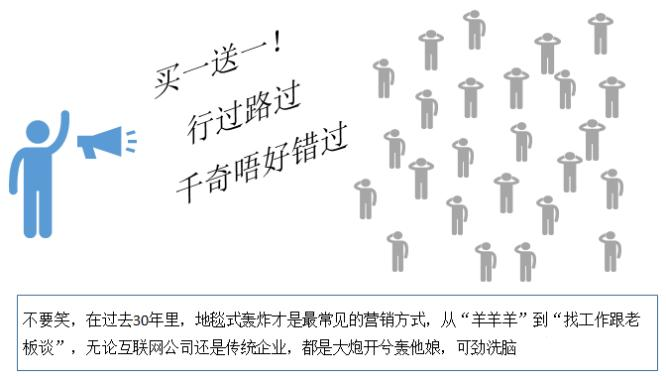 买一送一！
行过路过
千奇唔好错过
不要笑，在过去30年里，地毯式轰炸才是最常见的营销方式，从“羊羊羊”到“找工作跟老
板谈”，无论互联网公司还是传统企业，都是大炮开兮轰他娘，可劲洗脑